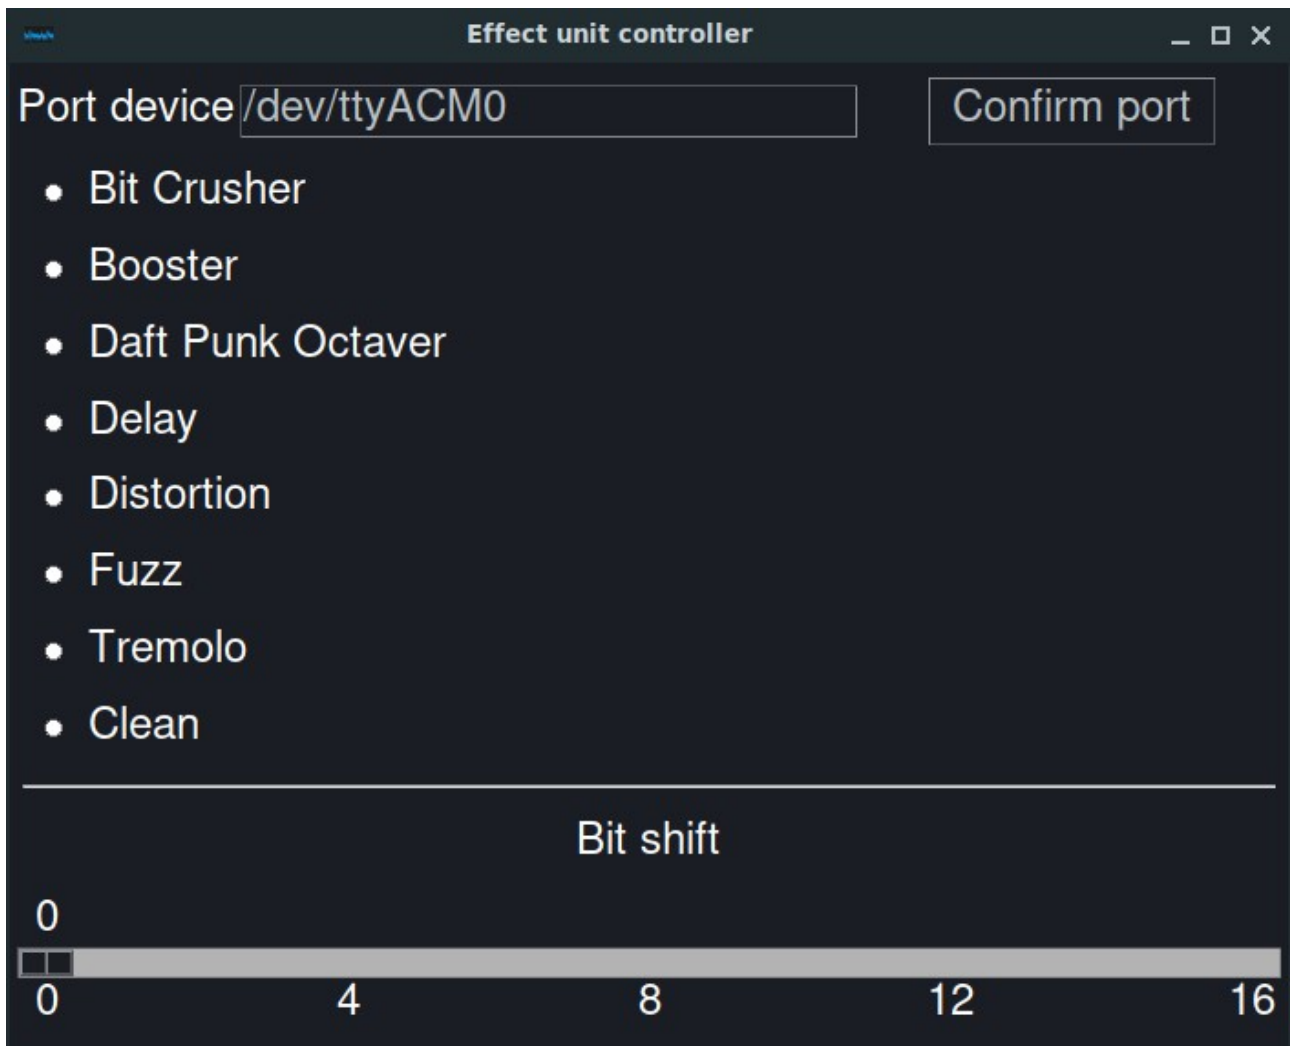 Effect unit controller
Port device /dev/ttyACM0 Confirm port
Bit Crusher
Booster
Daft Punk Octaver
Delay
Distortion
Fuzz
Tremolo
Clean
Bit shift
0
0 4 8 12 16